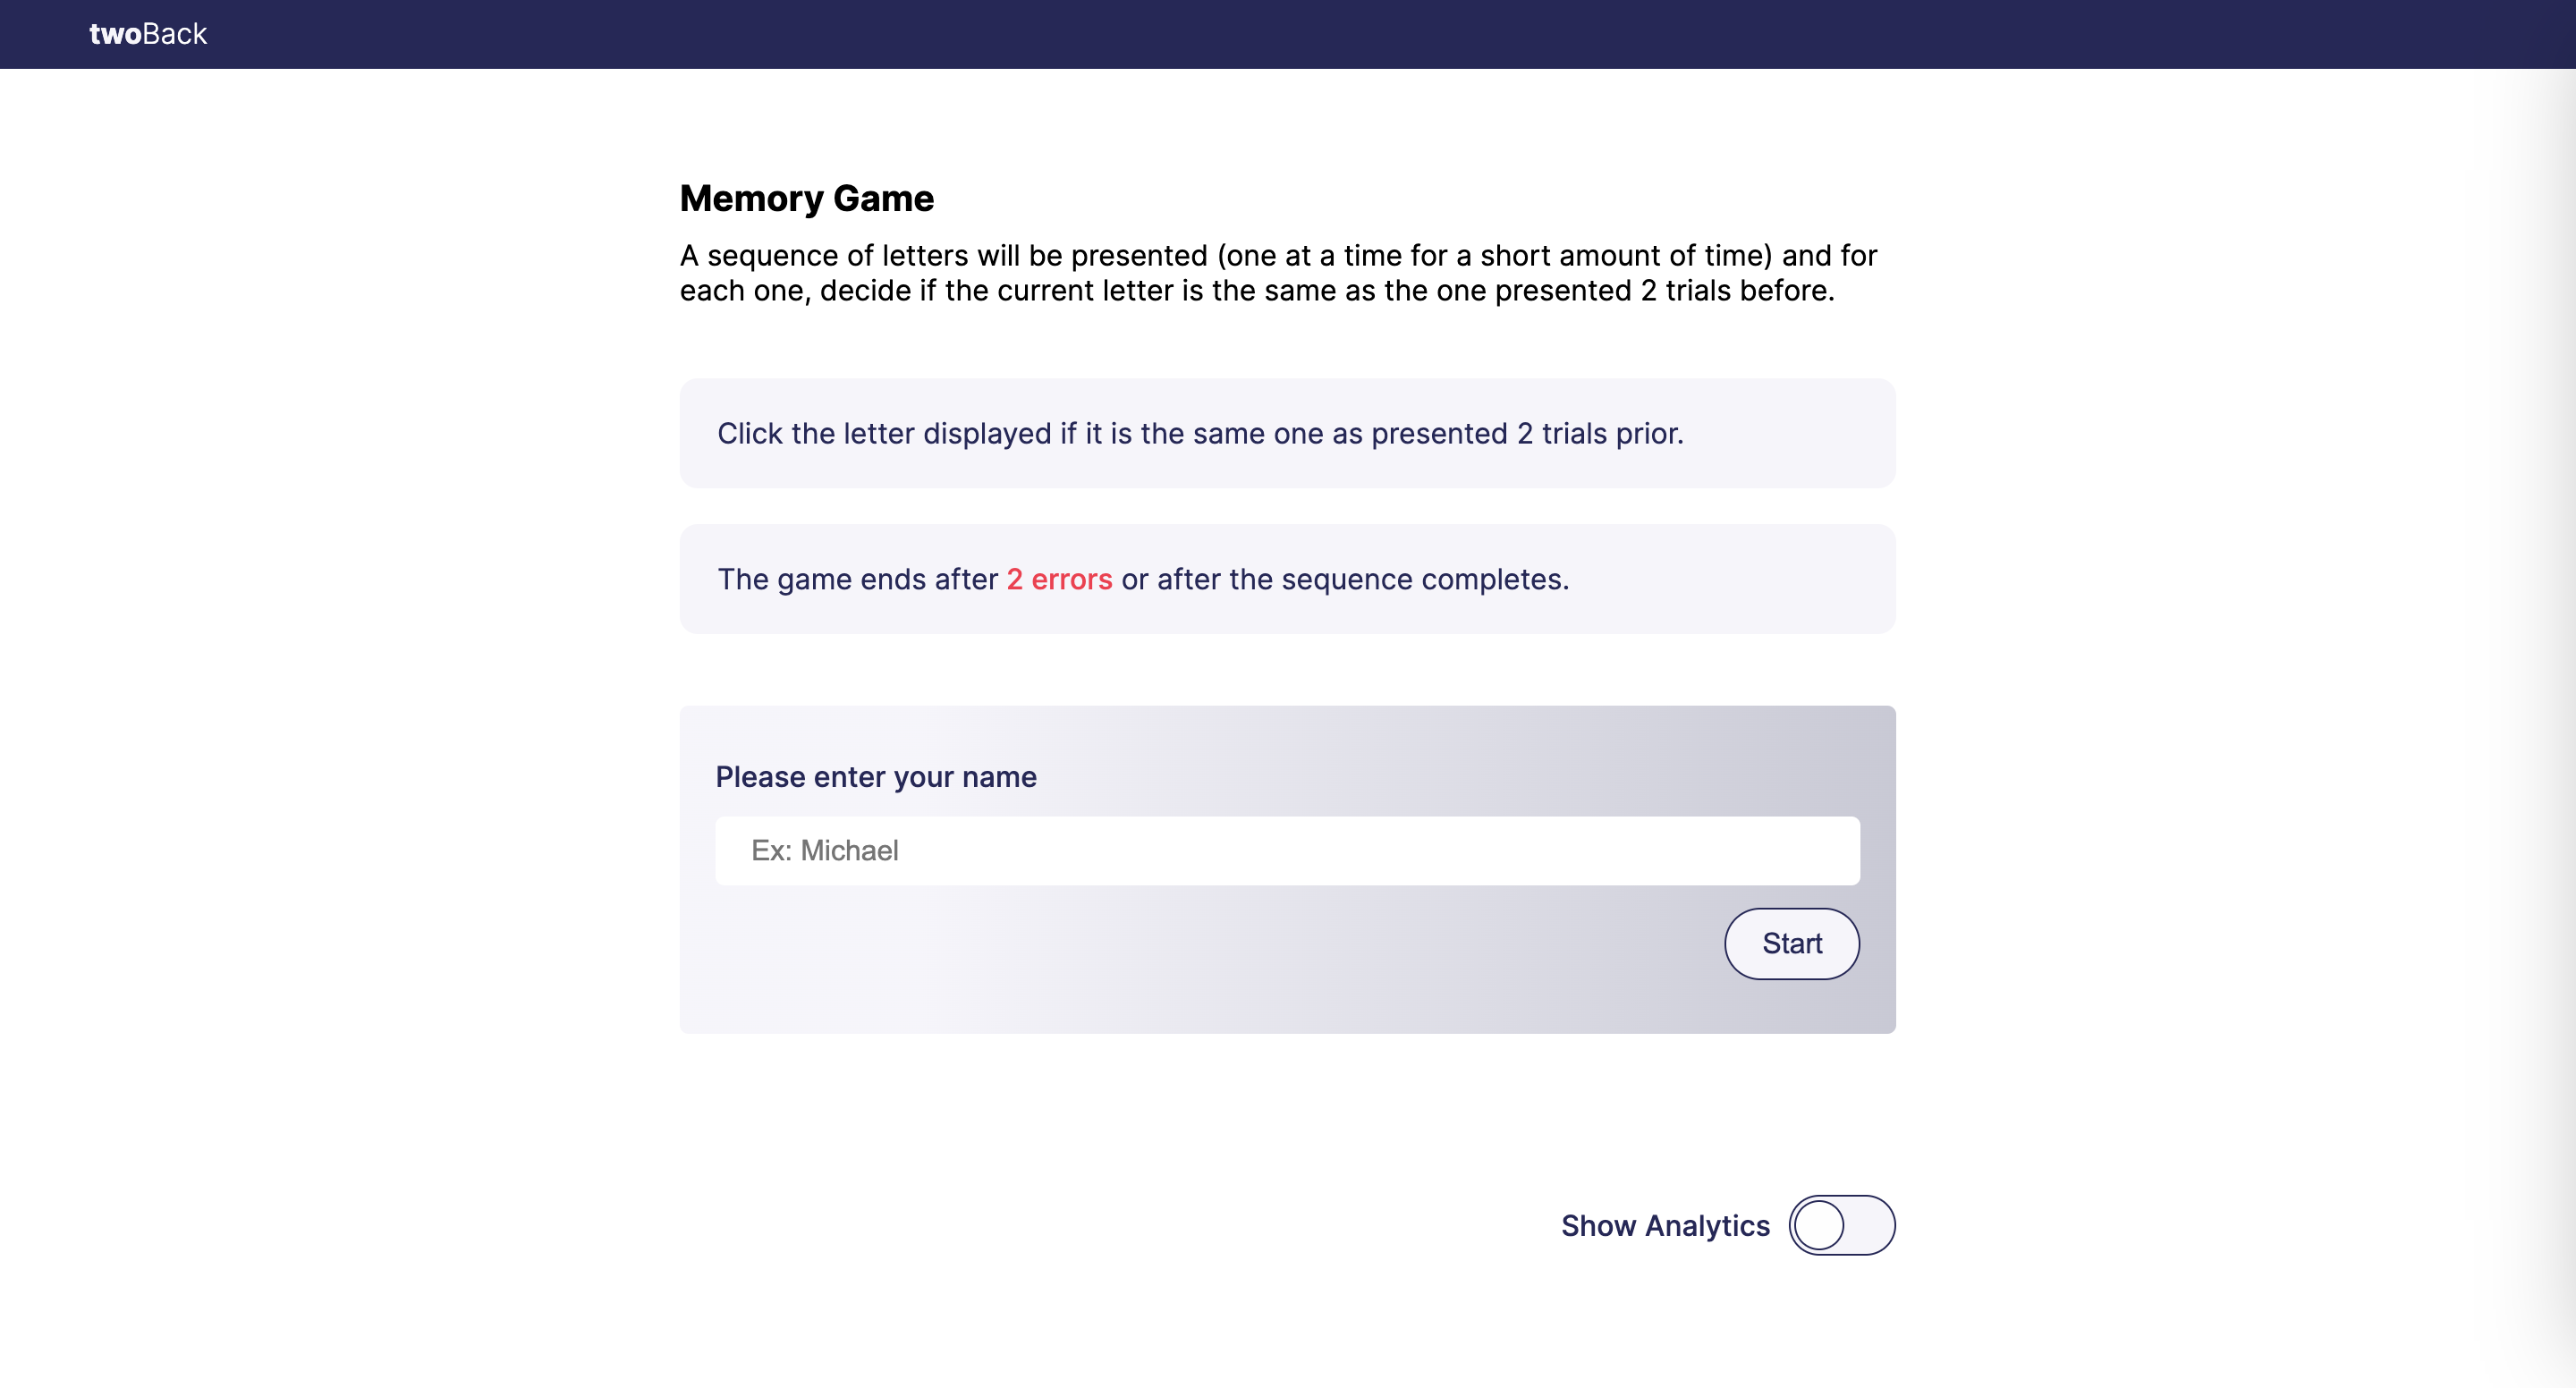 twoBack
Memory Game
A sequence of letters will be presented (one at a time for a short amount of time) and for
each one, decide if the current letter is the same as the one presented 2 trials before.
Click the letter displayed if it is the same one as presented 2 trials prior.
The game ends after 2 errors or after the sequence completes.
Please enter your name
Ex: Michael
Start
Show Analytics